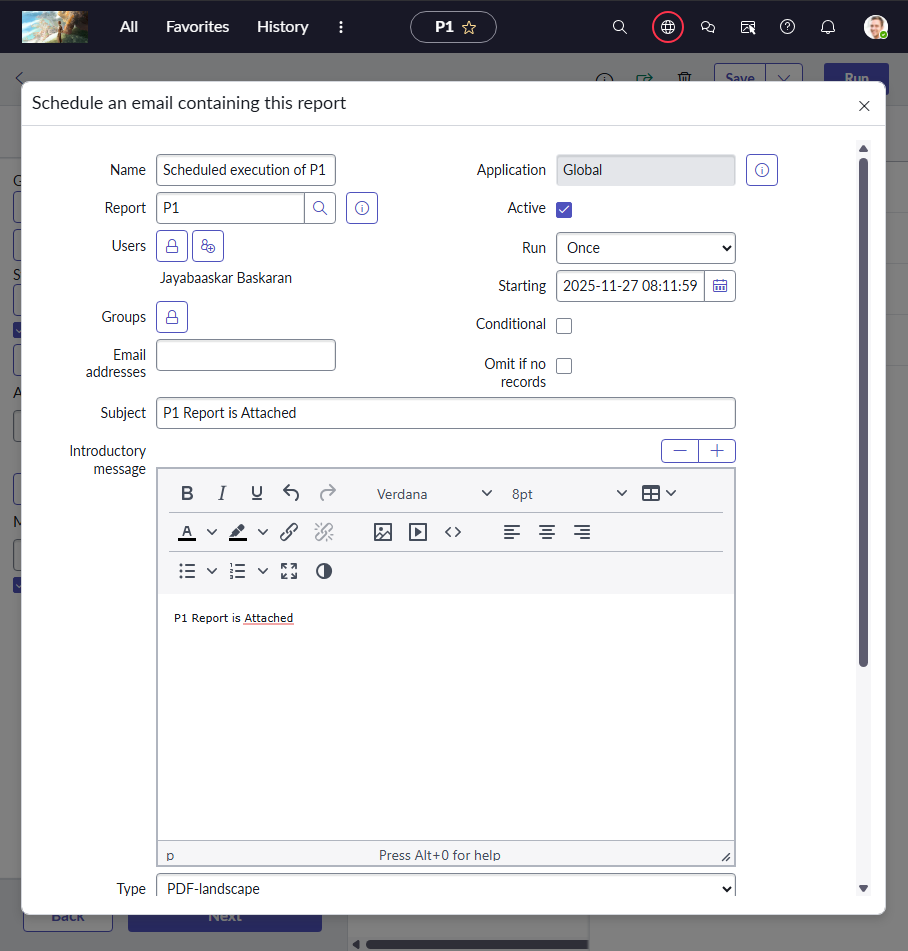 All Favorites History P1
Save Run
Schedule an email containing this report
Name Scheduled execution of P1 Application Global
Report P1 Active
Users Run Once
Jayabaaskar Baskaran Starting 2025-11-27 08:11:59
Groups Conditional
Email addresses Omit if no records
Subject P1 Report is Attached
Introductory message
B I U Verdana 8pt
A
P1 Report is Attached
p Press Alt+0 for help
Type PDF-landscape
Back Next